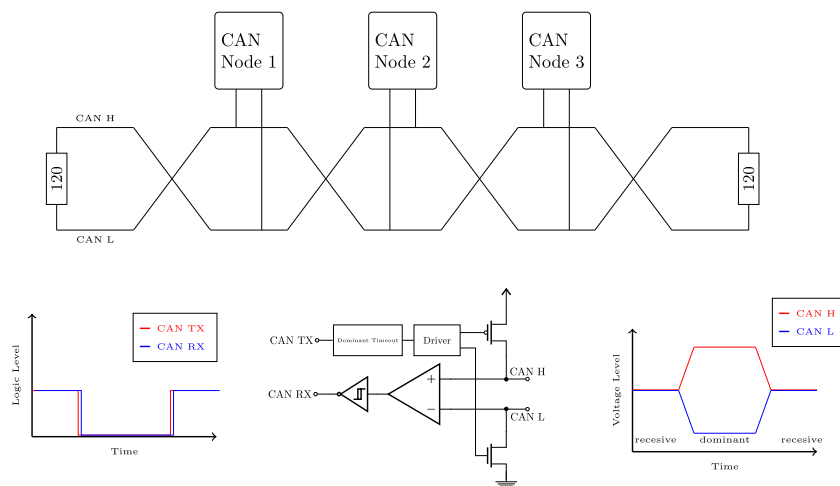 CAN
Node 1
CAN
Node 2
CAN
Node 3
CAN H
120
120
CAN L
CAN TX
CAN RX
Logic Level
Time
CAN TX
Dominant Timeout
Driver
CAN H
CAN RX
+
−
CAN L
CAN H
CAN L
Voltage Level
recesive
dominant
recesive
Time